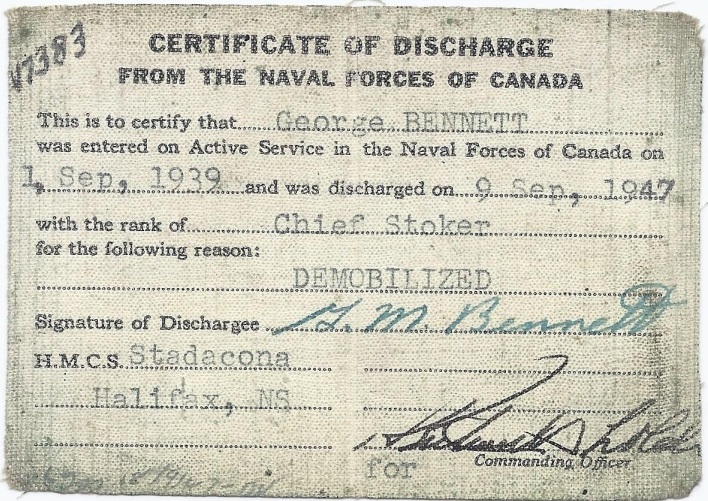 V7383
CERTIFICATE OF DISCHARGE
FROM THE NAVAL FORCES OF CANADA
This is to certify that George BENNETT
was entered on Active Service in the Naval Forces of Canada on
1, Sep, 1939 and was discharged on 9 Sep, 1947
with the rank of Chief Stoker
for the following reason:
DEMOBILIZED
Signature of Dischargee G. M. Bennett
H.M.C.S. Stadacona
Halifax, NS
for Commanding Officer